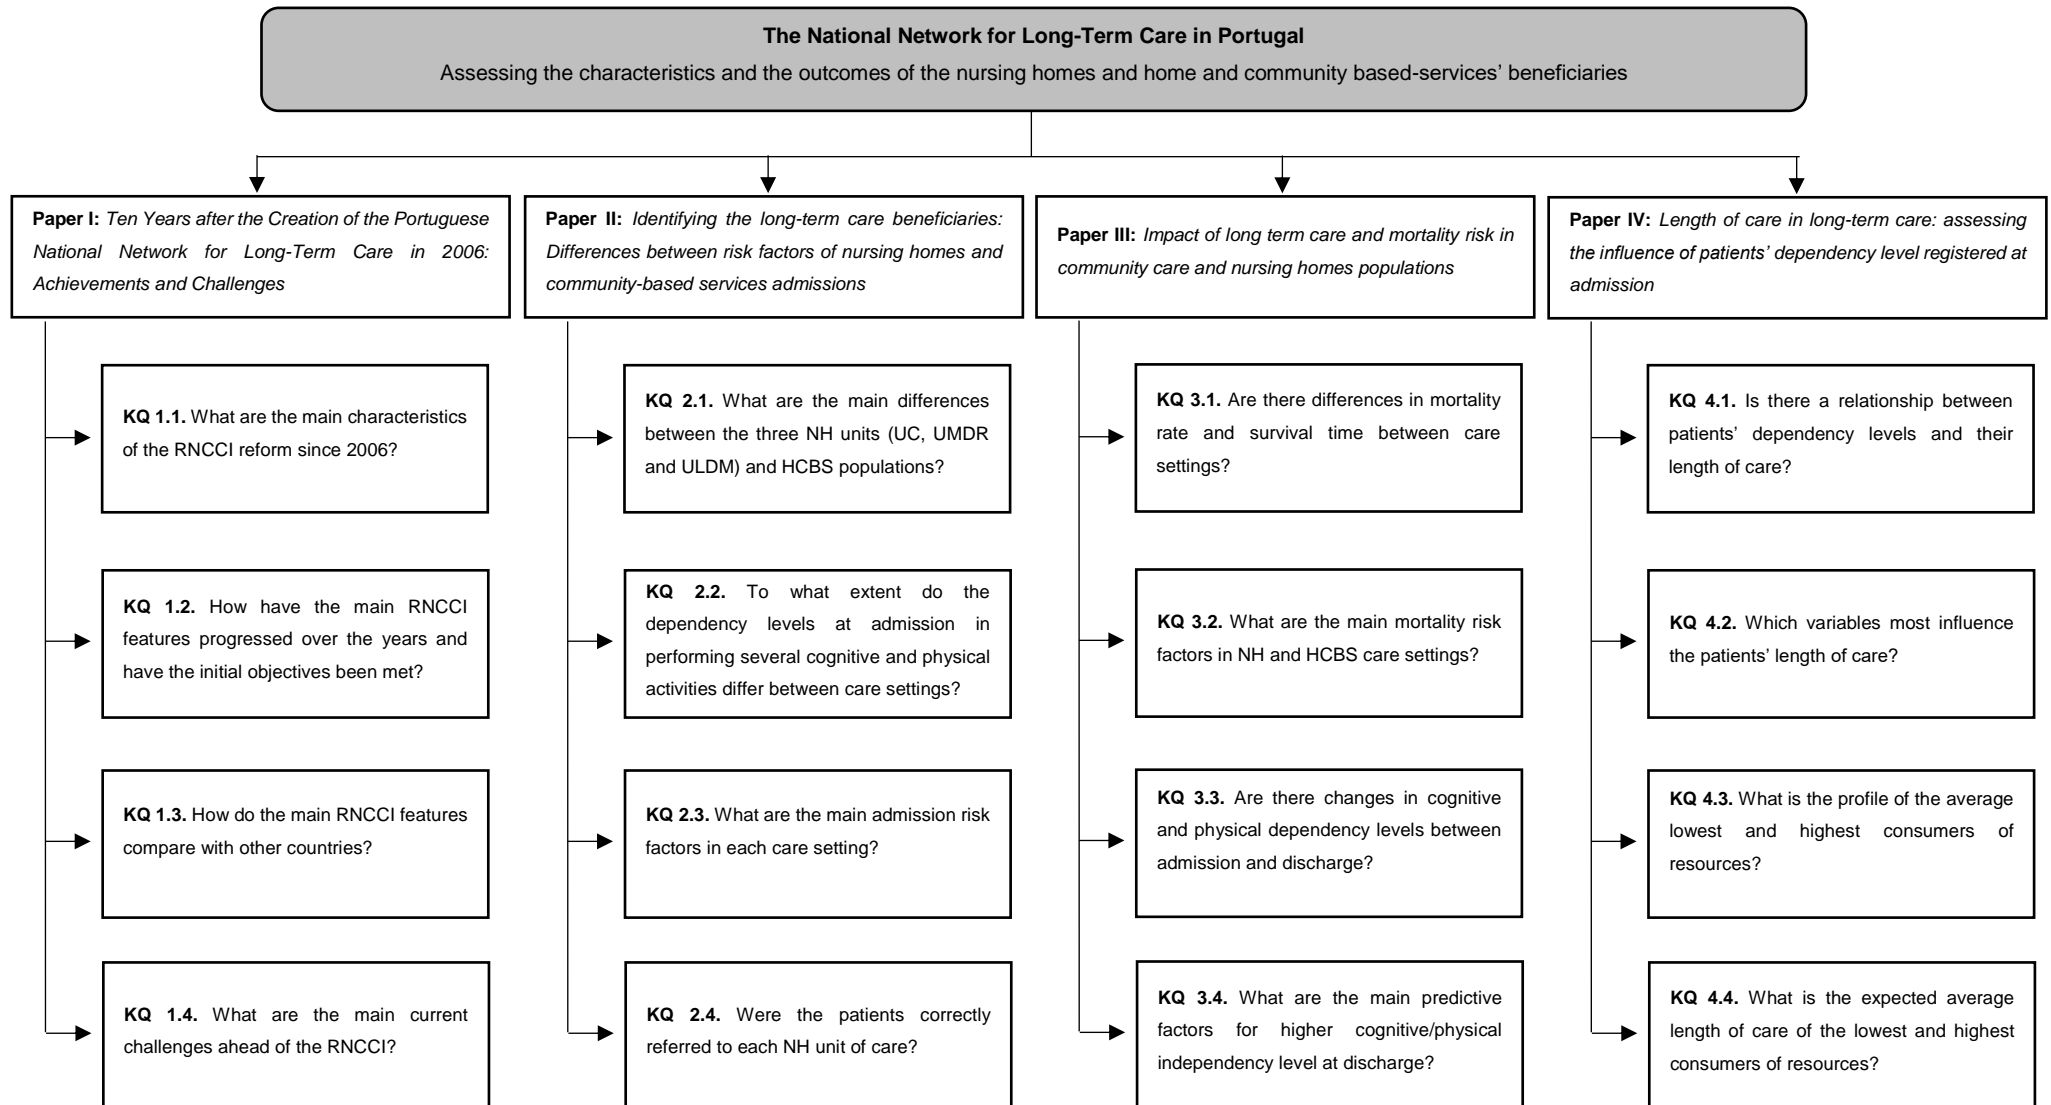 The National Network for Long-Term Care in Portugal
Assessing the characteristics and the outcomes of the nursing homes and home and community based-services’ beneficiaries
Paper I: Ten Years after the Creation of the Portuguese
National Network for Long-Term Care in 2006:
Achievements and Challenges
KQ 1.1. What are the main characteristics
of the RNCCI reform since 2006?
KQ 1.2. How have the main RNCCI
features progressed over the years and
have the initial objectives been met?
KQ 1.3. How do the main RNCCI features
compare with other countries?
KQ 1.4. What are the main current
challenges ahead of the RNCCI?
Paper II: Identifying the long-term care beneficiaries:
Differences between risk factors of nursing homes and
community-based services admissions
KQ 2.1. What are the main differences
between the three NH units (UC, UMDR
and ULDM) and HCBS populations?
KQ 2.2. To what extent do the
dependency levels at admission in
performing several cognitive and physical
activities differ between care settings?
KQ 2.3. What are the main admission risk
factors in each care setting?
KQ 2.4. Were the patients correctly
referred to each NH unit of care?
Paper III: Impact of long term care and mortality risk in
community care and nursing homes populations
KQ 3.1. Are there differences in mortality
rate and survival time between care
settings?
KQ 3.2. What are the main mortality risk
factors in NH and HCBS care settings?
KQ 3.3. Are there changes in cognitive
and physical dependency levels between
admission and discharge?
KQ 3.4. What are the main predictive
factors for higher cognitive/physical
independency level at discharge?
Paper IV: Length of care in long-term care: assessing
the influence of patients’ dependency level registered at
admission
KQ 4.1. Is there a relationship between
patients’ dependency levels and their
length of care?
KQ 4.2. Which variables most influence
the patients’ length of care?
KQ 4.3. What is the profile of the average
lowest and highest consumers of
resources?
KQ 4.4. What is the expected average
length of care of the lowest and highest
consumers of resources?